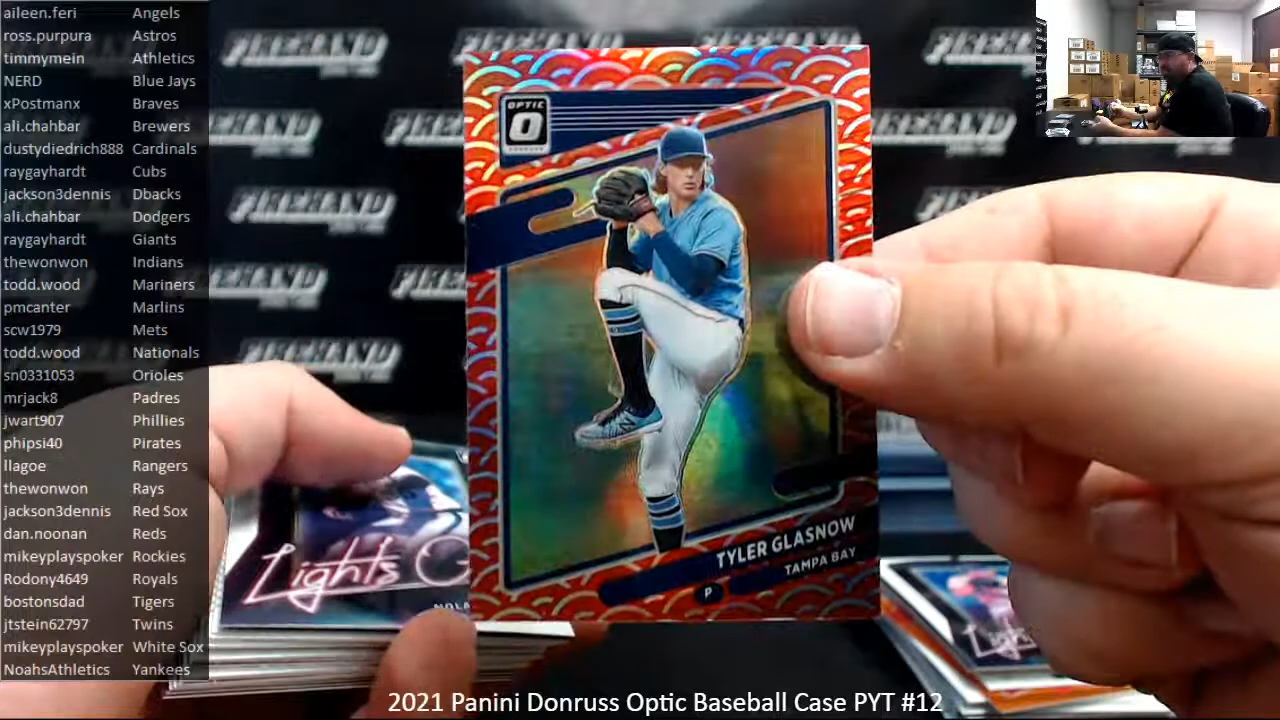 aileen.feri Angels
ross.purpura Astros
timmymein Athletics
NERD Blue Jays
xPostmanx Braves
ali.chahbar Brewers
dustydiedrich888 Cardinals
raygayhardt Cubs
jackson3dennis Dbacks
ali.chahbar Dodgers
raygayhardt Giants
thewonwon Indians
todd.wood Mariners
pmcanter Marlins
scw1979 Mets
todd.wood Nationals
sn0331053 Orioles
mrjack8 Padres
jwart907 Phillies
phipsi40 Pirates
llagoe Rangers
thewonwon Rays
jackson3dennis Red Sox
dan.noonan Reds
mikeyplayspoker Rockies
Rodony4649 Royals
bostonsdad Tigers
jtstein62797 Twins
mikeyplayspoker White Sox
NoahsAthletics Yankees
FIREHAND
FIREHAND
FIREHAND
FIREHAND
OPTIC
O
DONRUSS
TYLER GLASNOW
TAMPA BAY
P
Lights
Lights
2021 Panini Donruss Optic Baseball Case PYT #12